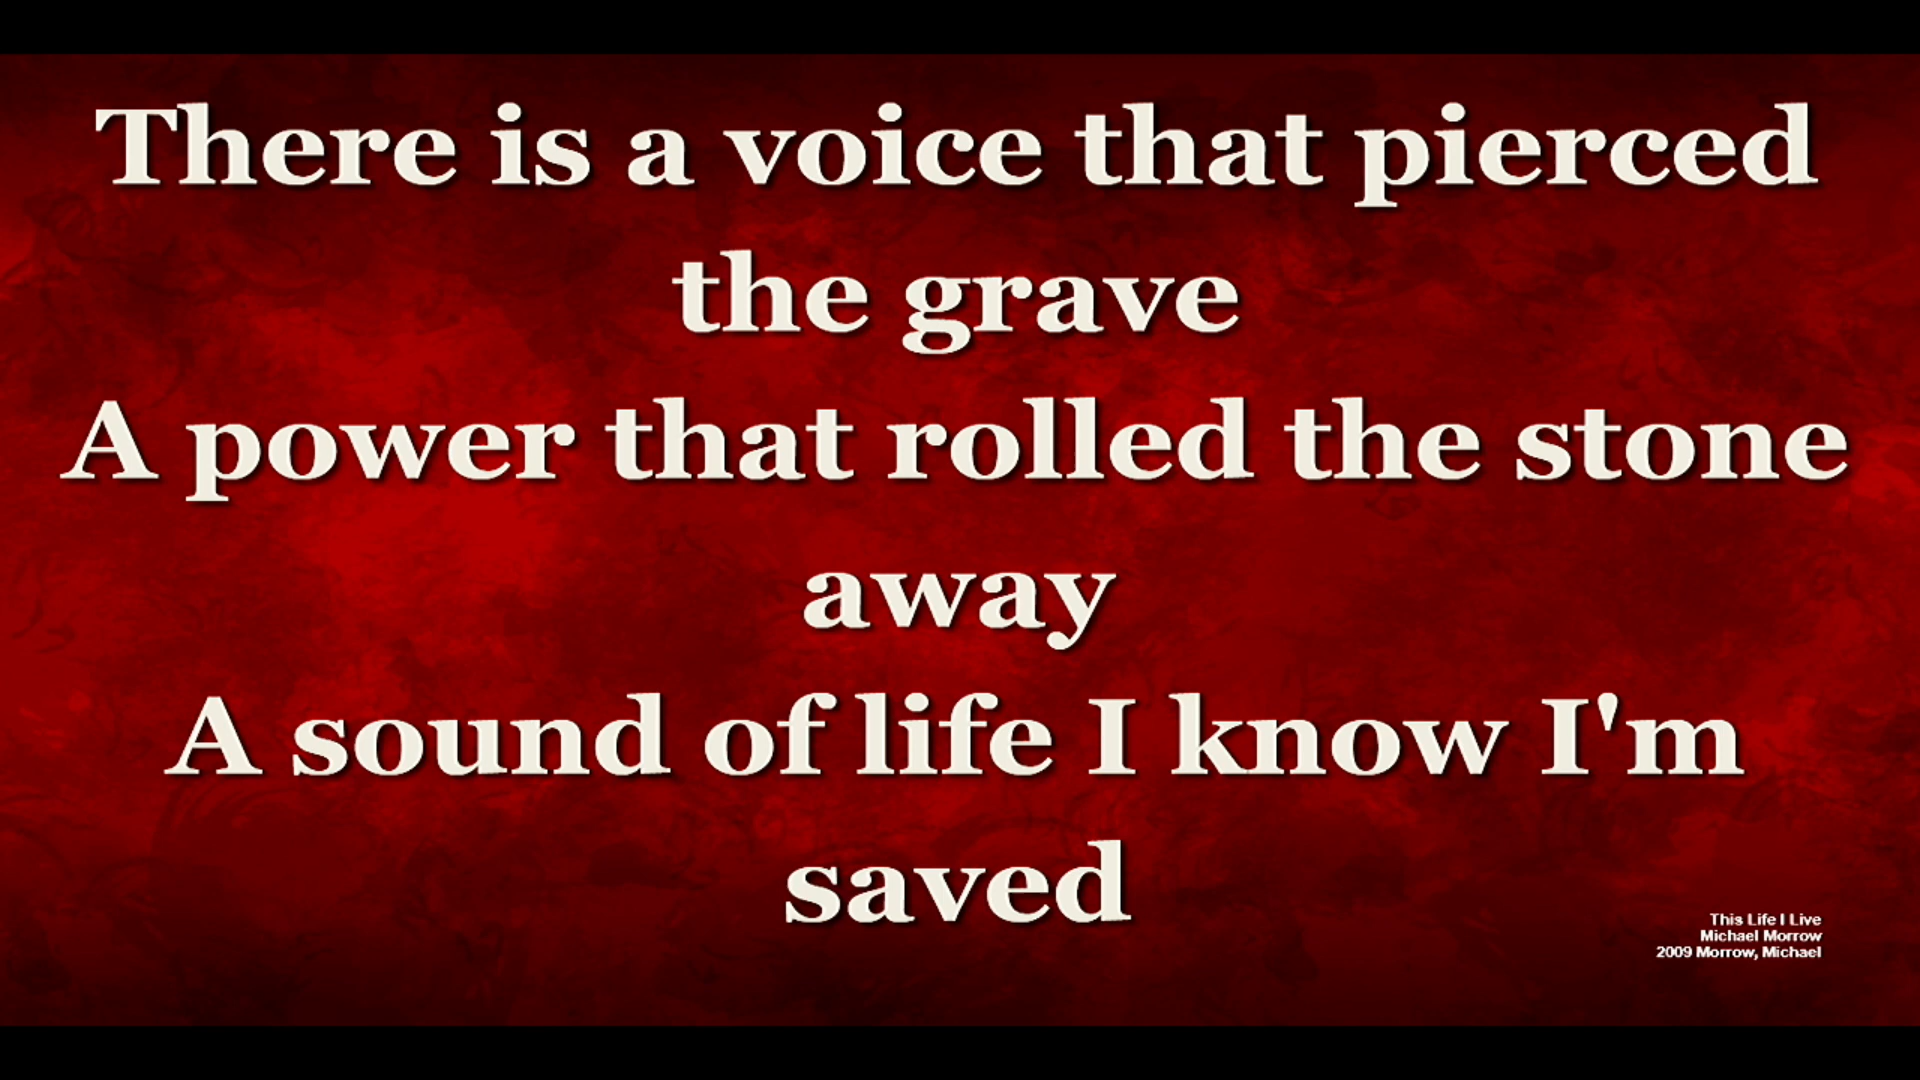 There is a voice that pierced
the grave
A power that rolled the stone
away
A sound of life I know I'm
saved
This Life I Live
Michael Morrow
2009 Morrow, Michael